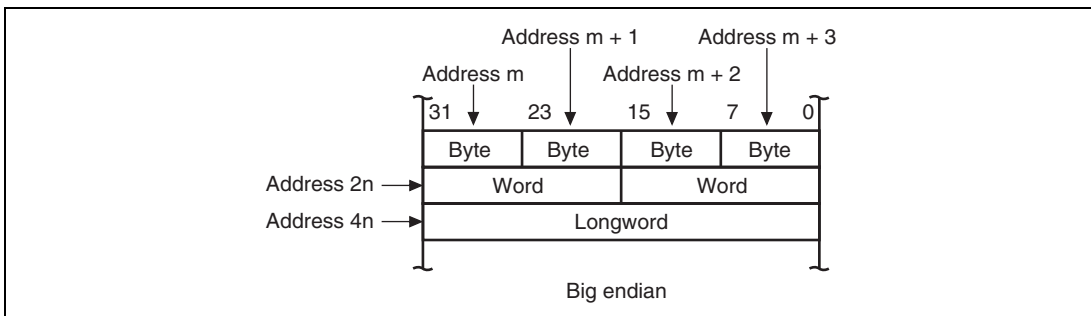 Address m + 1 Address m + 3
Address m Address m + 2
31 23 15 7 0
Byte Byte Byte Byte
Address 2n Word Word
Address 4n Longword
Big endian